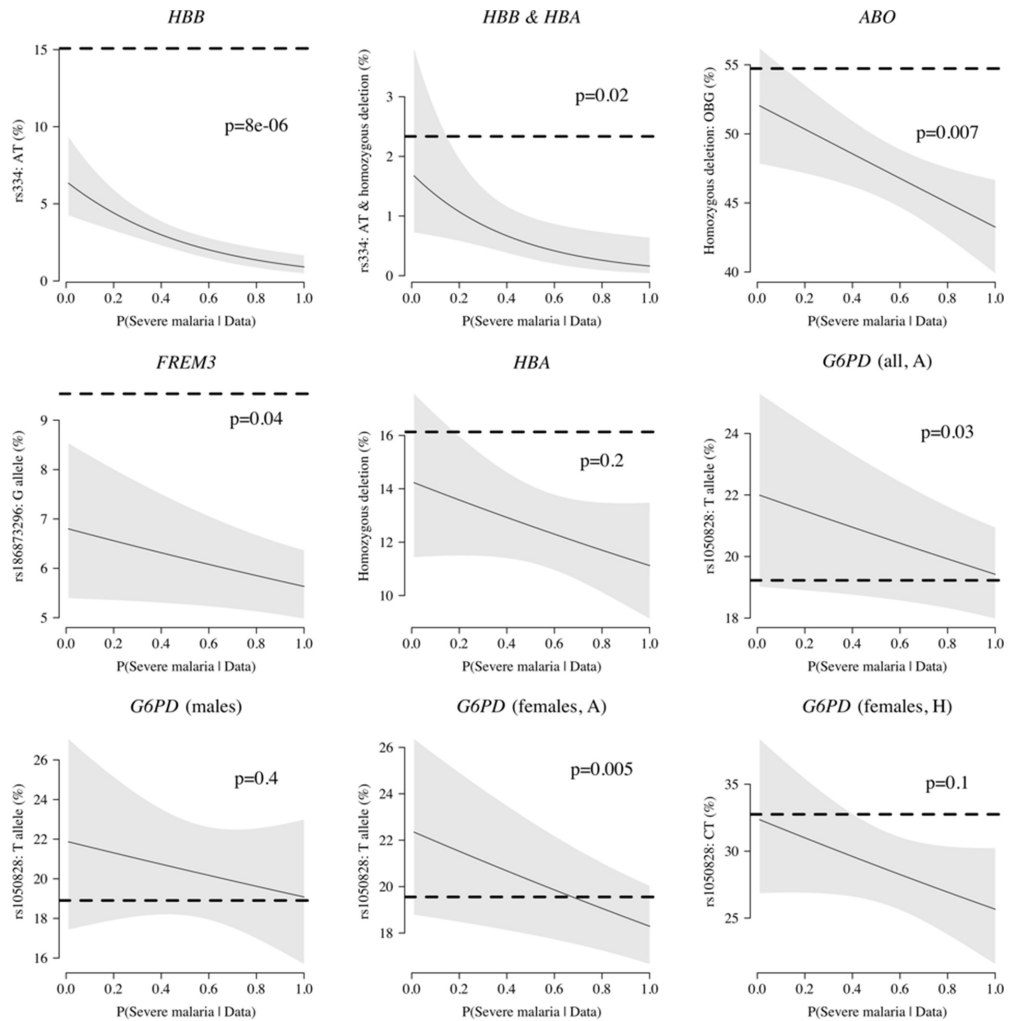 HBB
HBB & HBA
ABO
rs334: AT (%)
15
10
5
0
p=8e-06
0.0 0.2 0.4 0.6 0.8 1.0
P(Severe malaria | Data)
rs334: AT & homozygous deletion (%)
3
2
1
0
p=0.02
0.0 0.2 0.4 0.6 0.8 1.0
P(Severe malaria | Data)
Homozygous deletion: OBG (%)
55
50
45
40
p=0.007
0.0 0.2 0.4 0.6 0.8 1.0
P(Severe malaria | Data)
FREM3
HBA
G6PD (all, A)
rs186873296: G allele (%)
9
8
7
6
5
p=0.04
0.0 0.2 0.4 0.6 0.8 1.0
P(Severe malaria | Data)
Homozygous deletion (%)
16
14
12
10
p=0.2
0.0 0.2 0.4 0.6 0.8 1.0
P(Severe malaria | Data)
rs1050828: T allele (%)
24
22
20
18
p=0.03
0.0 0.2 0.4 0.6 0.8 1.0
P(Severe malaria | Data)
G6PD (males)
G6PD (females, A)
G6PD (females, H)
rs1050828: T allele (%)
26
24
22
20
18
16
p=0.4
0.0 0.2 0.4 0.6 0.8 1.0
P(Severe malaria | Data)
rs1050828: T allele (%)
26
24
22
20
18
p=0.005
0.0 0.2 0.4 0.6 0.8 1.0
P(Severe malaria | Data)
rs1050828: CT (%)
35
30
25
p=0.1
0.0 0.2 0.4 0.6 0.8 1.0
P(Severe malaria | Data)